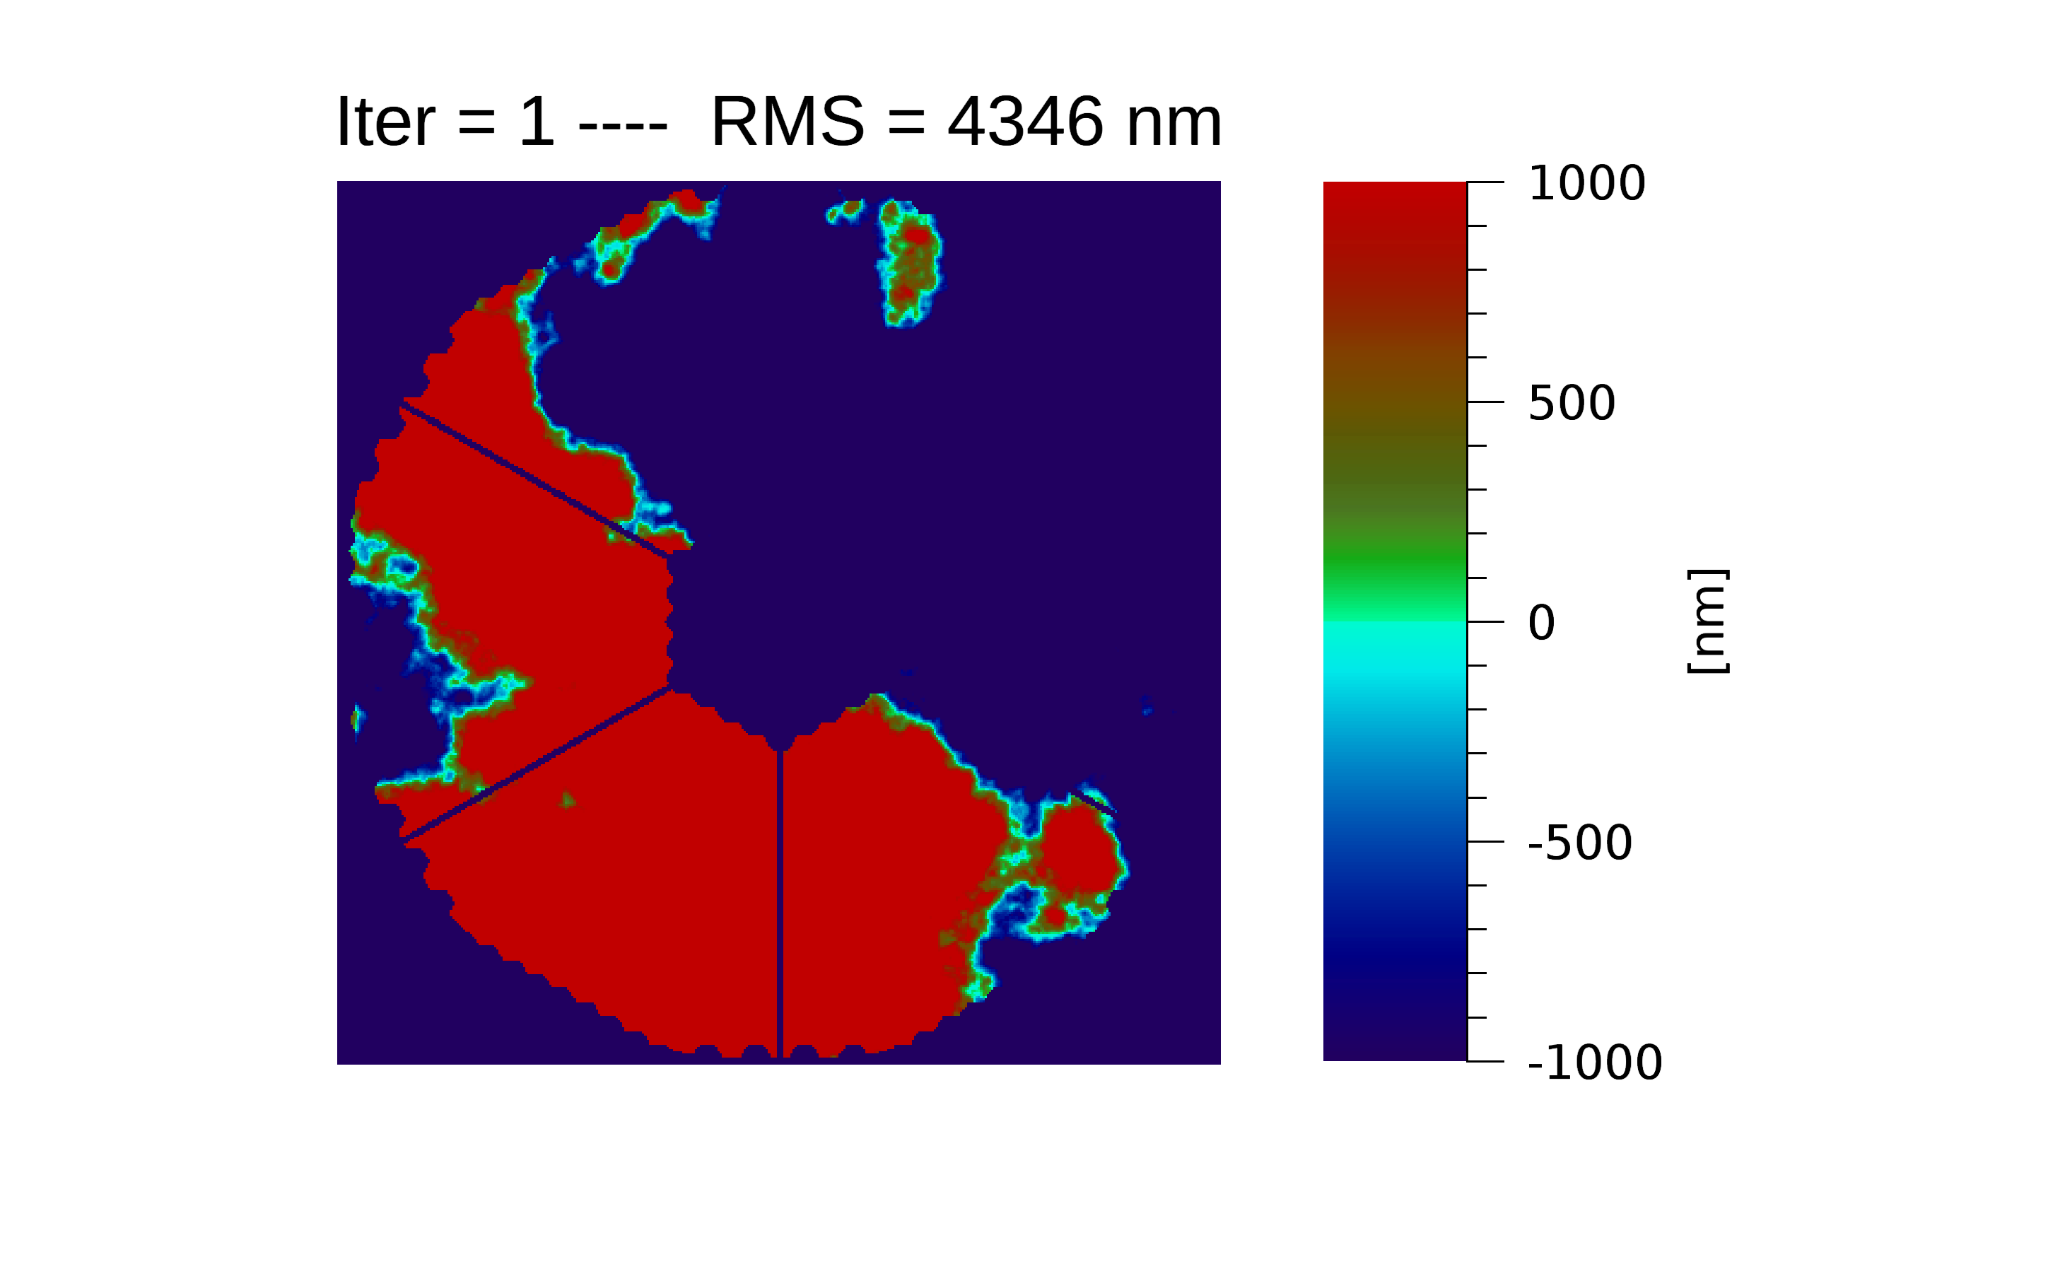 Iter = 1 ----  RMS = 4346 nm
1000
500
0
-500
-1000
[nm]